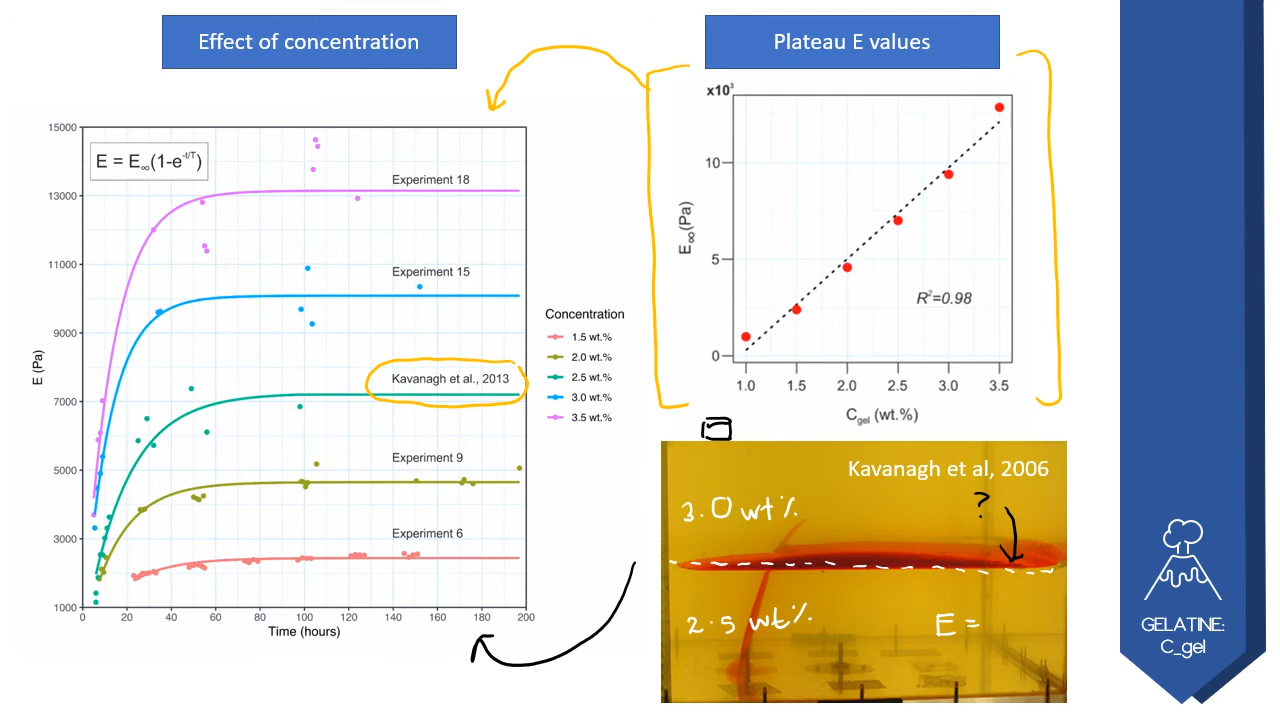 Effect of concentration
Plateau E values
E = E∞(1-e^-t/T)
15000
13000
11000
9000
7000
5000
3000
1000
E (Pa)
Experiment 18
Experiment 15
Kavanagh et al., 2013
Experiment 9
Experiment 6
0 20 40 60 80 100 120 140 160 180 200
Time (hours)
Concentration
1.5 wt.%
2.0 wt.%
2.5 wt.%
3.0 wt.%
3.5 wt.%
x10³
10
5
0
E∞(Pa)
R²=0.98
1.0 1.5 2.0 2.5 3.0 3.5
Cgel (wt.%)
Kavanagh et al, 2006
3.0 wt%
?
2.5 wt%
E =
GELATINE:
C_gel